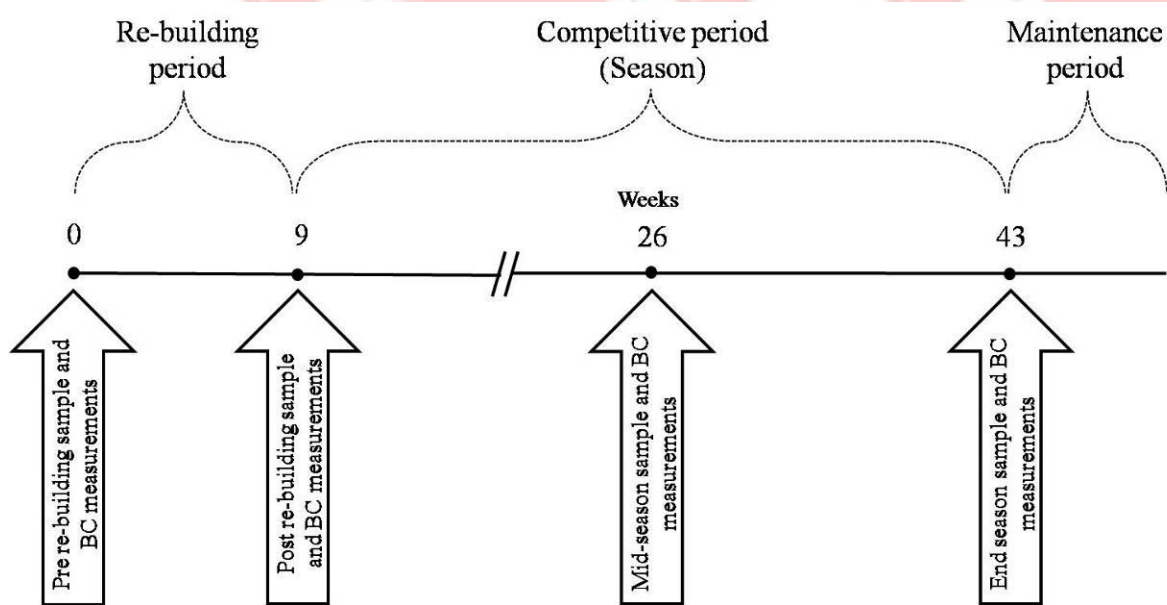 Re-building
period
Competitive period
(Season)
Maintenance
period
Weeks
0
9
26
43
Pre re-building sample and
BC measurements
Post re-building sample
and BC measurements
Mid-season sample and BC
measurements
End season sample and BC
measurements